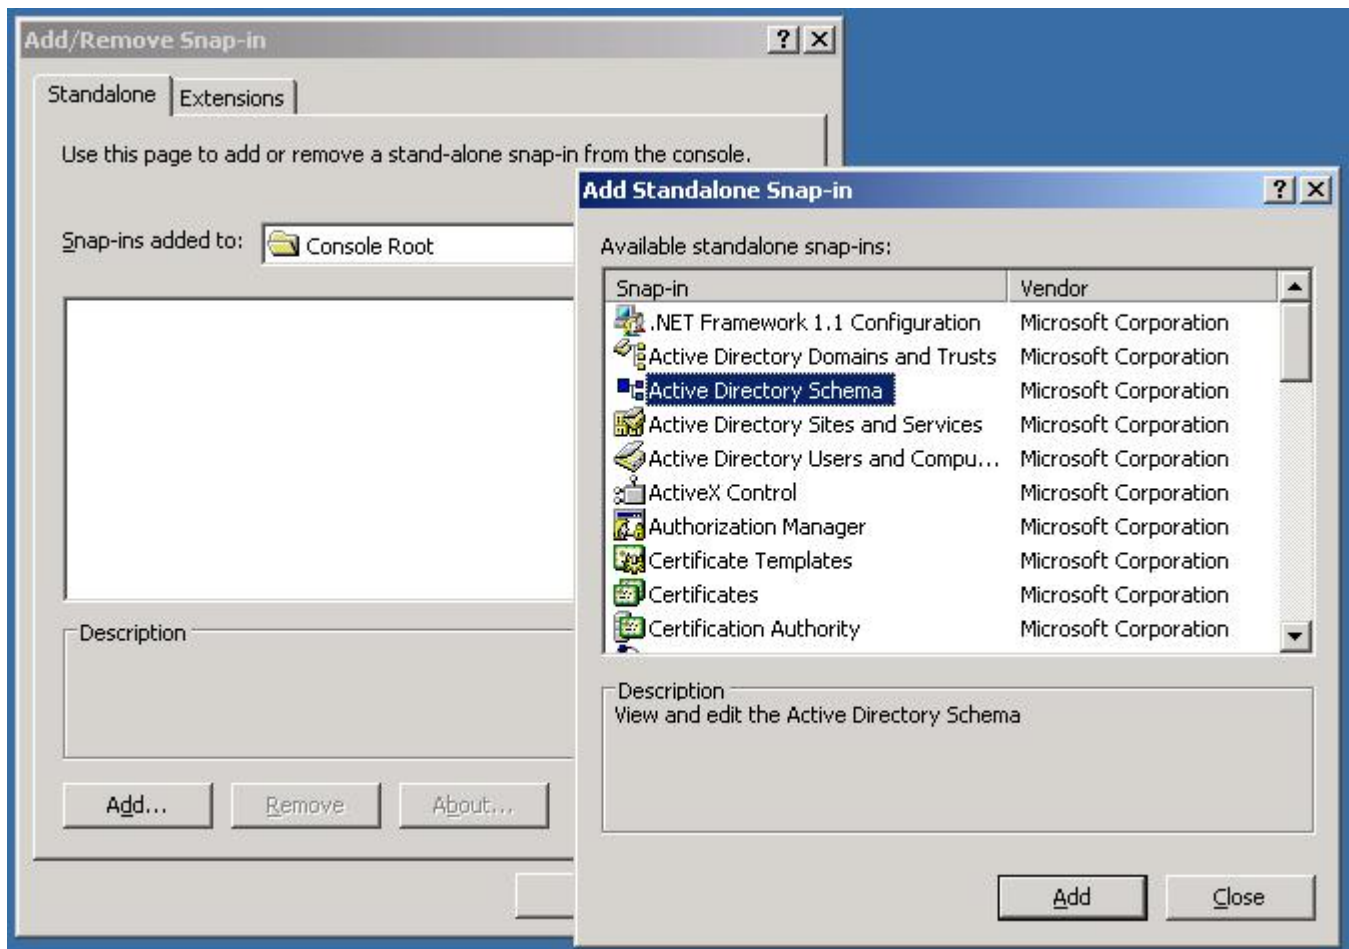 Add/Remove Snap-in
Standalone
Extensions
Use this page to add or remove a stand-alone snap-in from the console.
Snap-ins added to:
Console Root
Description
Add...
Remove
About...
Add Standalone Snap-in
Available standalone snap-ins:
Snap-in Vendor
.NET Framework 1.1 Configuration Microsoft Corporation
Active Directory Domains and Trusts Microsoft Corporation
Active Directory Schema Microsoft Corporation
Active Directory Sites and Services Microsoft Corporation
Active Directory Users and Compu... Microsoft Corporation
ActiveX Control Microsoft Corporation
Authorization Manager Microsoft Corporation
Certificate Templates Microsoft Corporation
Certificates Microsoft Corporation
Certification Authority Microsoft Corporation
Description
View and edit the Active Directory Schema
Add
Close